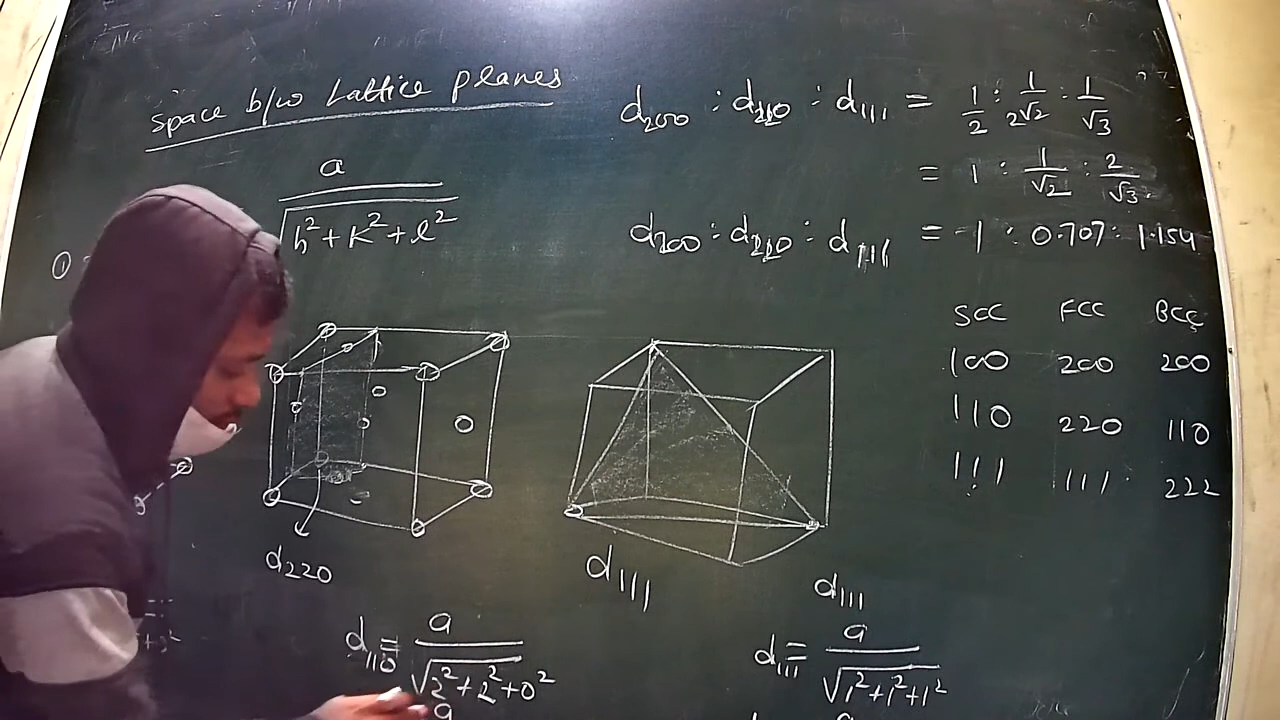 Space b/w Lattice planes
a
√h²+k²+l²
①
d₂₀₀ : d₂₂₀ : d₁₁₁ = 1/2 : 1/2√2 : 1/√3
= 1 : 1/√2 : 2/√3
d₂₀₀ : d₂₂₀ : d₁₁₁ = 1 : 0.707 : 1.154
SCC FCC BCC
100 200 200
110 220 110
111 111 222
d₂₂₀
d₁₁₁
d₁₁₁
d₁₁₀ = a/√2²+2²+0²
d₁₁₁ = a/√1²+1²+1²
a